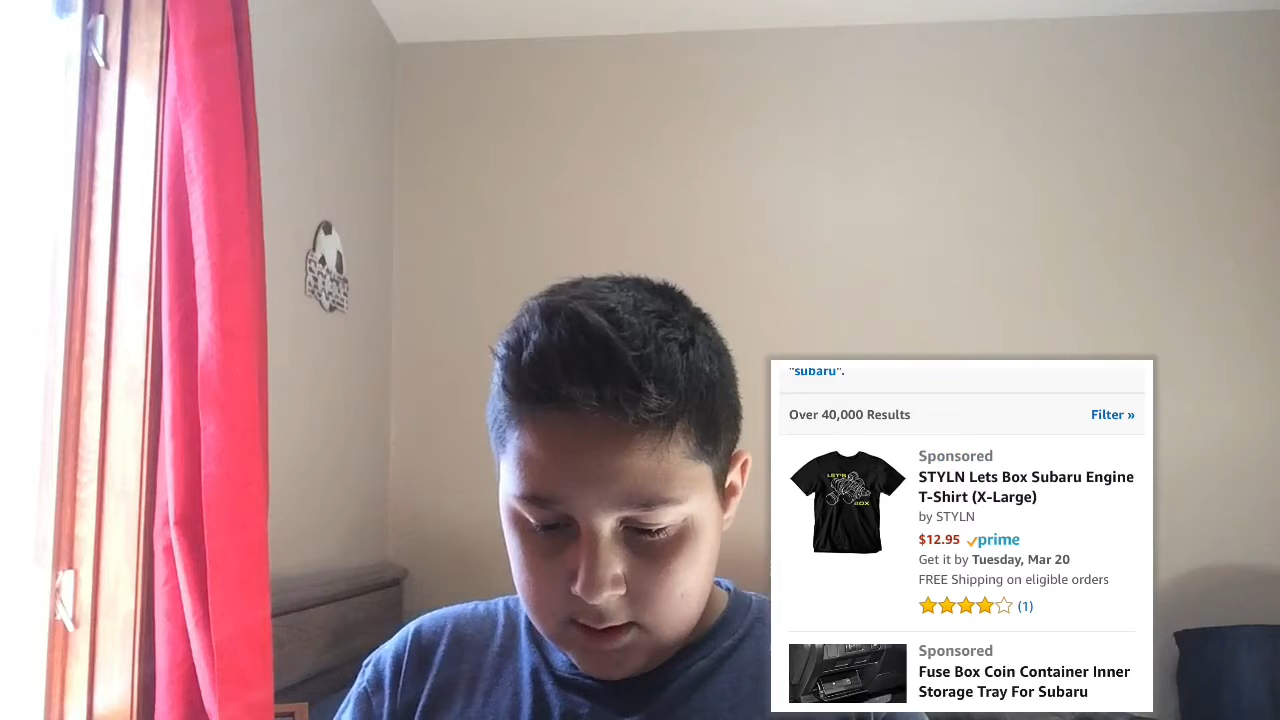 "subaru".
Over 40,000 Results
Filter »
Sponsored
STYLN Lets Box Subaru Engine
T-Shirt (X-Large)
by STYLN
$12.95 prime
Get it by Tuesday, Mar 20
FREE Shipping on eligible orders
(1)
LET'S
BOX
Sponsored
Fuse Box Coin Container Inner
Storage Tray For Subaru